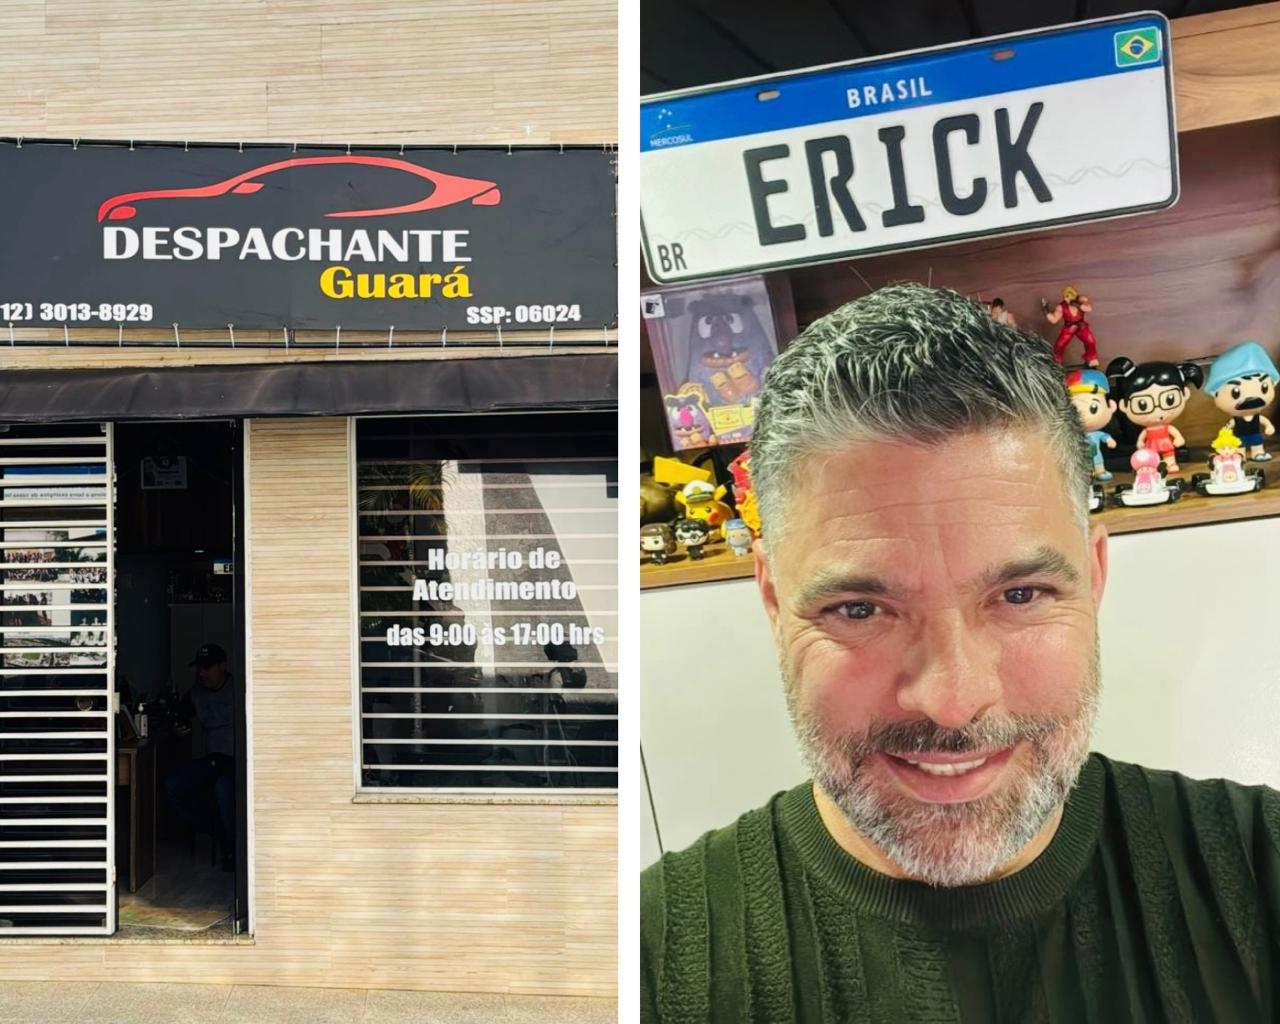 DESPACHANTE
Guará
12) 3013-8929
SSP: 06024
Horário de
Atendimento
das 9:00 às 17:00 hrs
BRASIL
MERCOSUL
ERICK
BR